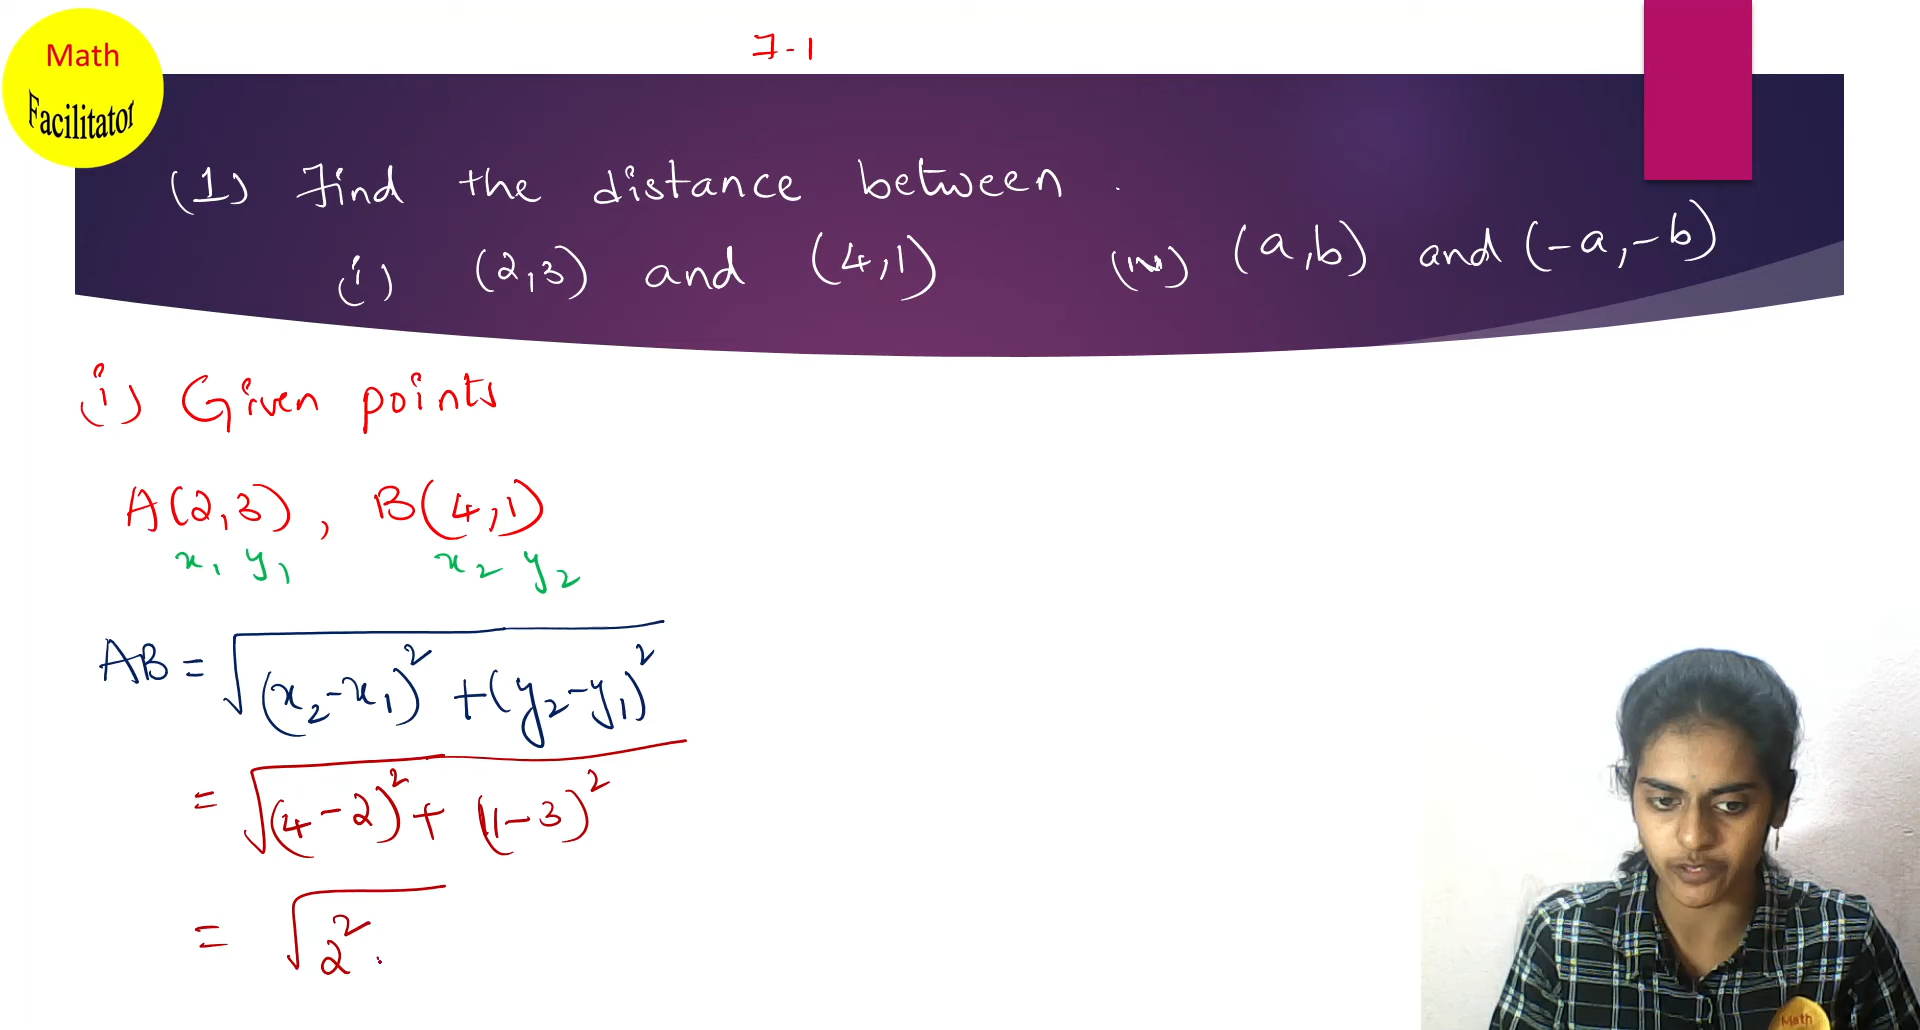 Math
Facilitator
7-1
(1) Find the distance between .
(i) (2,3) and (4,1) (iv) (a,b) and (-a,-b)
(i) Given points
A(2,3) , B(4,1)
x₁ y₁ x₂ y₂
AB = √(x₂-x₁)² + (y₂-y₁)²
= √(4-2)² + (1-3)²
= √2² .
Math